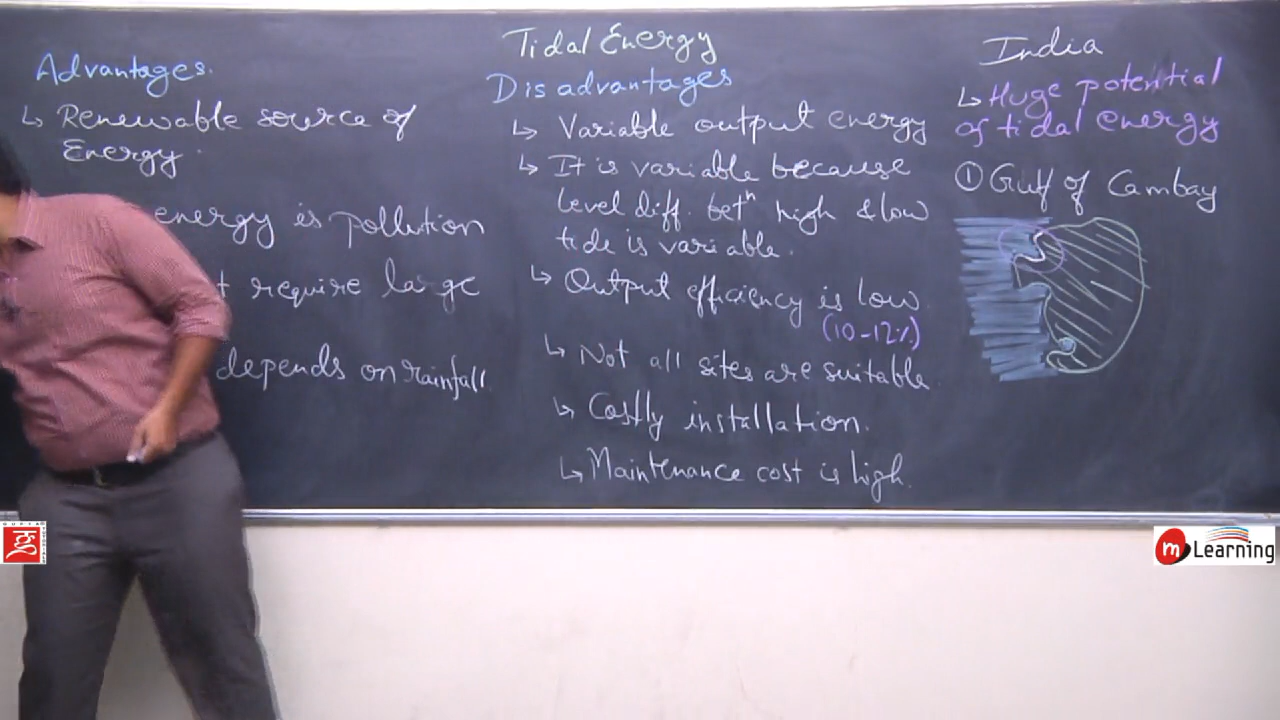 Tidal Energy
Advantages.
↳ Renewable source of
Energy.
energy is pollution
require large
depends on rainfall.
Disadvantages
↳ Variable output energy
↳ It is variable because
level diff. betⁿ high & low
tide is variable.
↳ Output efficiency is low
(10-12%)
↳ Not all sites are suitable.
↳ Costly installation.
↳ Maintenance cost is high.
India
↳ Huge potential
of tidal energy
① Gulf of Cambay
m Learning